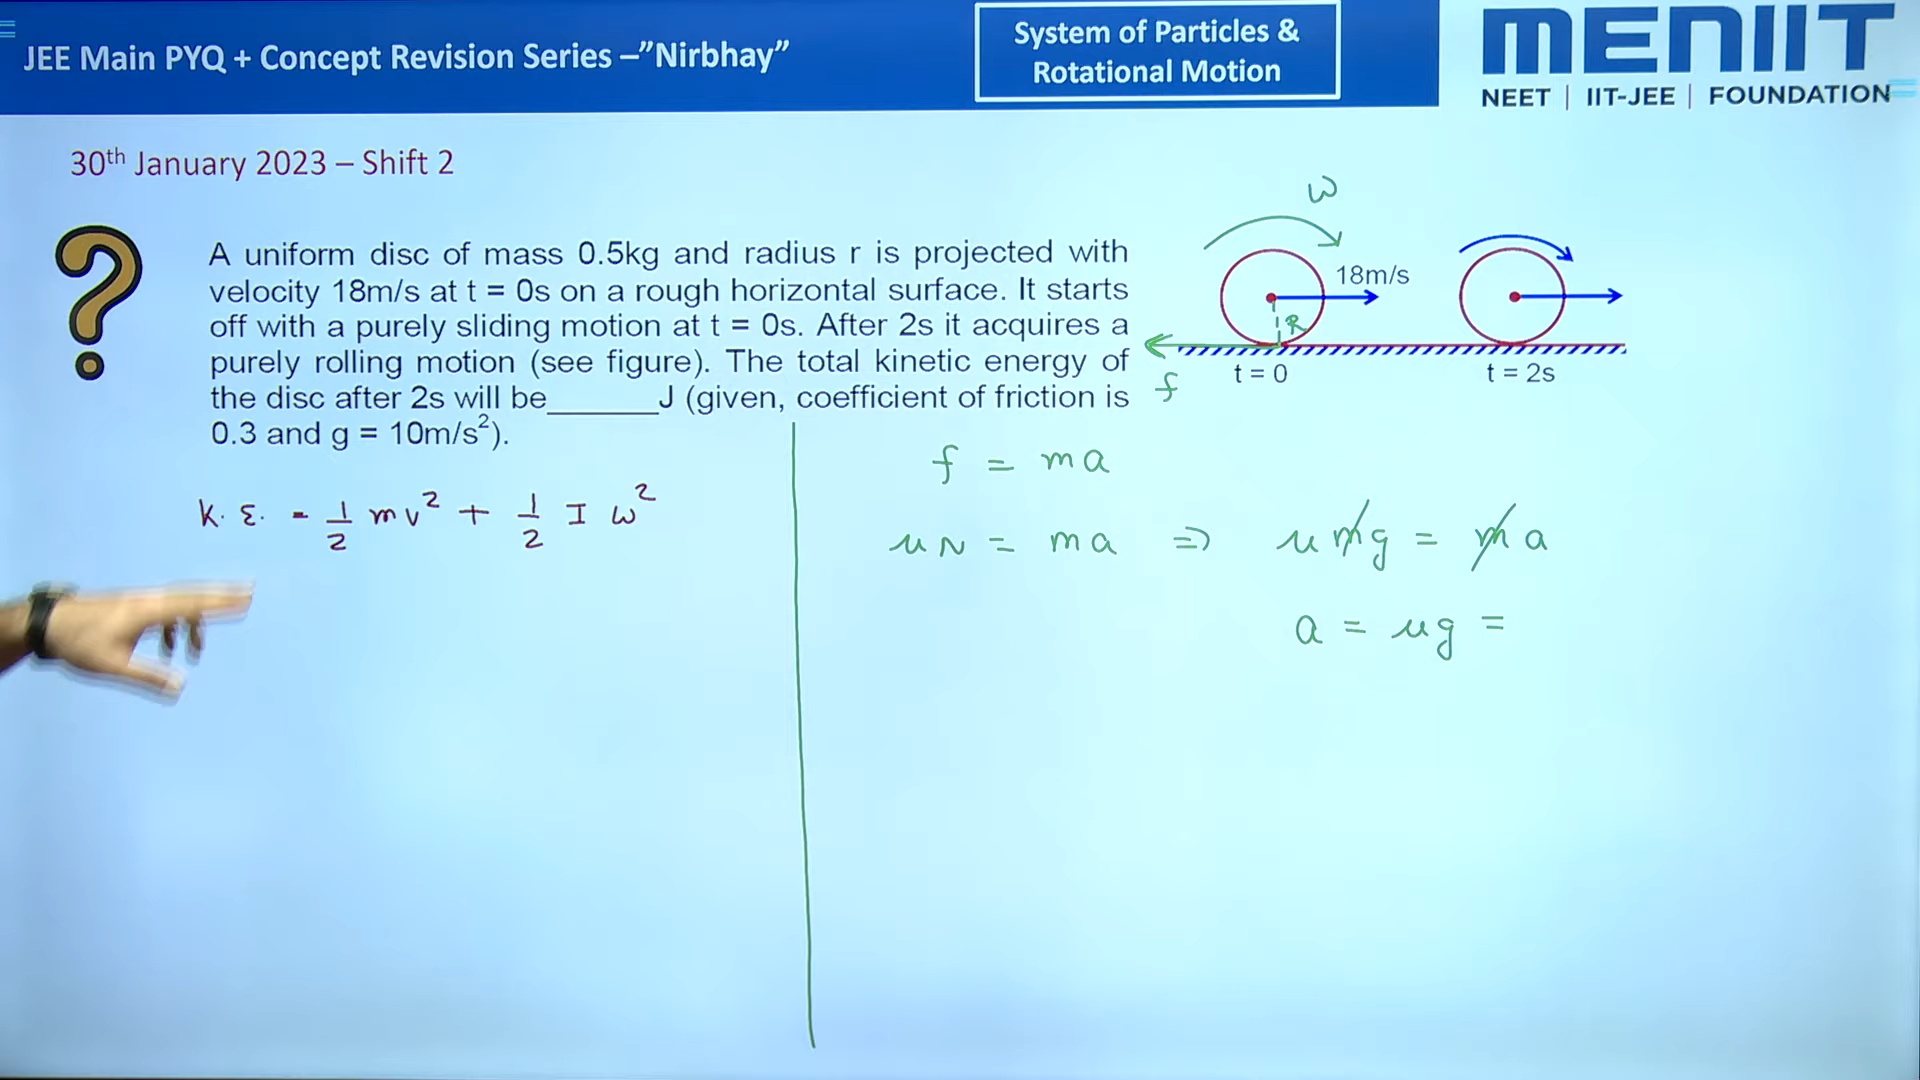 JEE Main PYQ + Concept Revision Series –”Nirbhay”
System of Particles &
Rotational Motion
MENIIT
NEET | IIT-JEE | FOUNDATION
30th January 2023 – Shift 2
A uniform disc of mass 0.5kg and radius r is projected with
velocity 18m/s at t = 0s on a rough horizontal surface. It starts
off with a purely sliding motion at t = 0s. After 2s it acquires a
purely rolling motion (see figure). The total kinetic energy of
the disc after 2s will be______J (given, coefficient of friction is
0.3 and g = 10m/s²).
ω
18m/s
R
f
t = 0
t = 2s
K.E. = 1/2 mv² + 1/2 I ω²
f = ma
μN = ma ⇒ μmg = ma
a = μg =